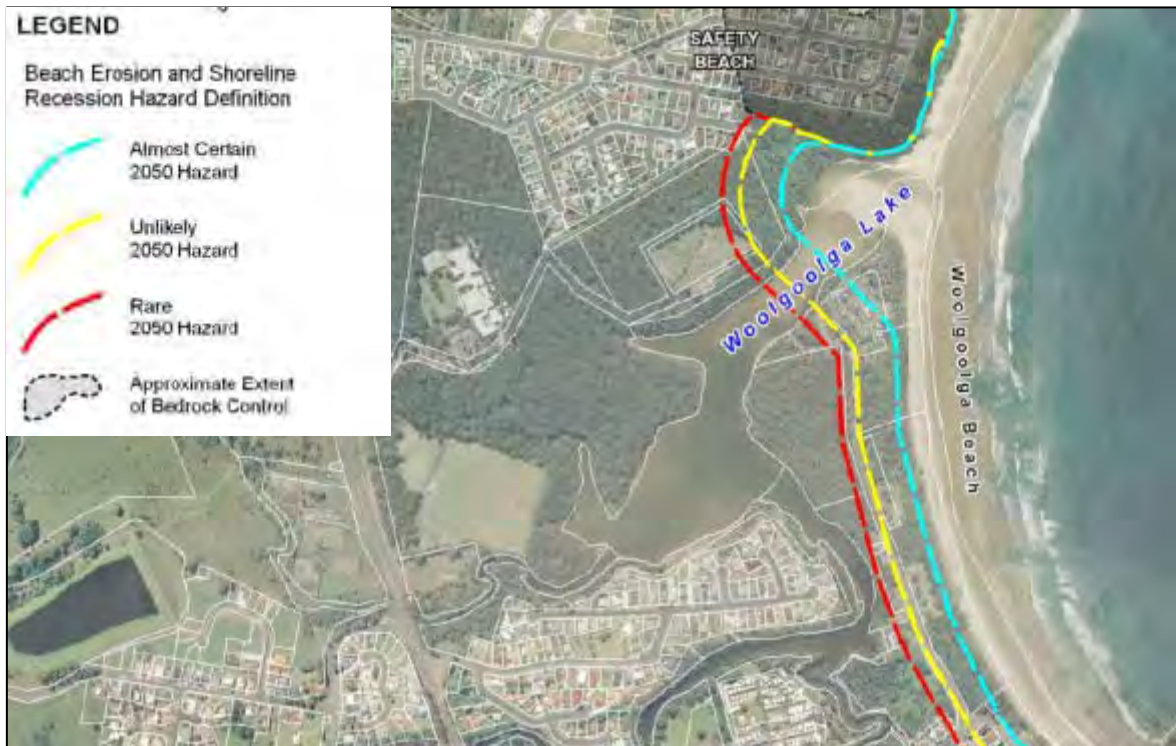 LEGEND
Beach Erosion and Shoreline
Recession Hazard Definition
Almost Certain
2050 Hazard
Unlikely
2050 Hazard
Rare
2050 Hazard
Approximate Extent
of Bedrock Control
SAFETY
BEACH
Woolgoolga Lake
Woolgoolga Beach